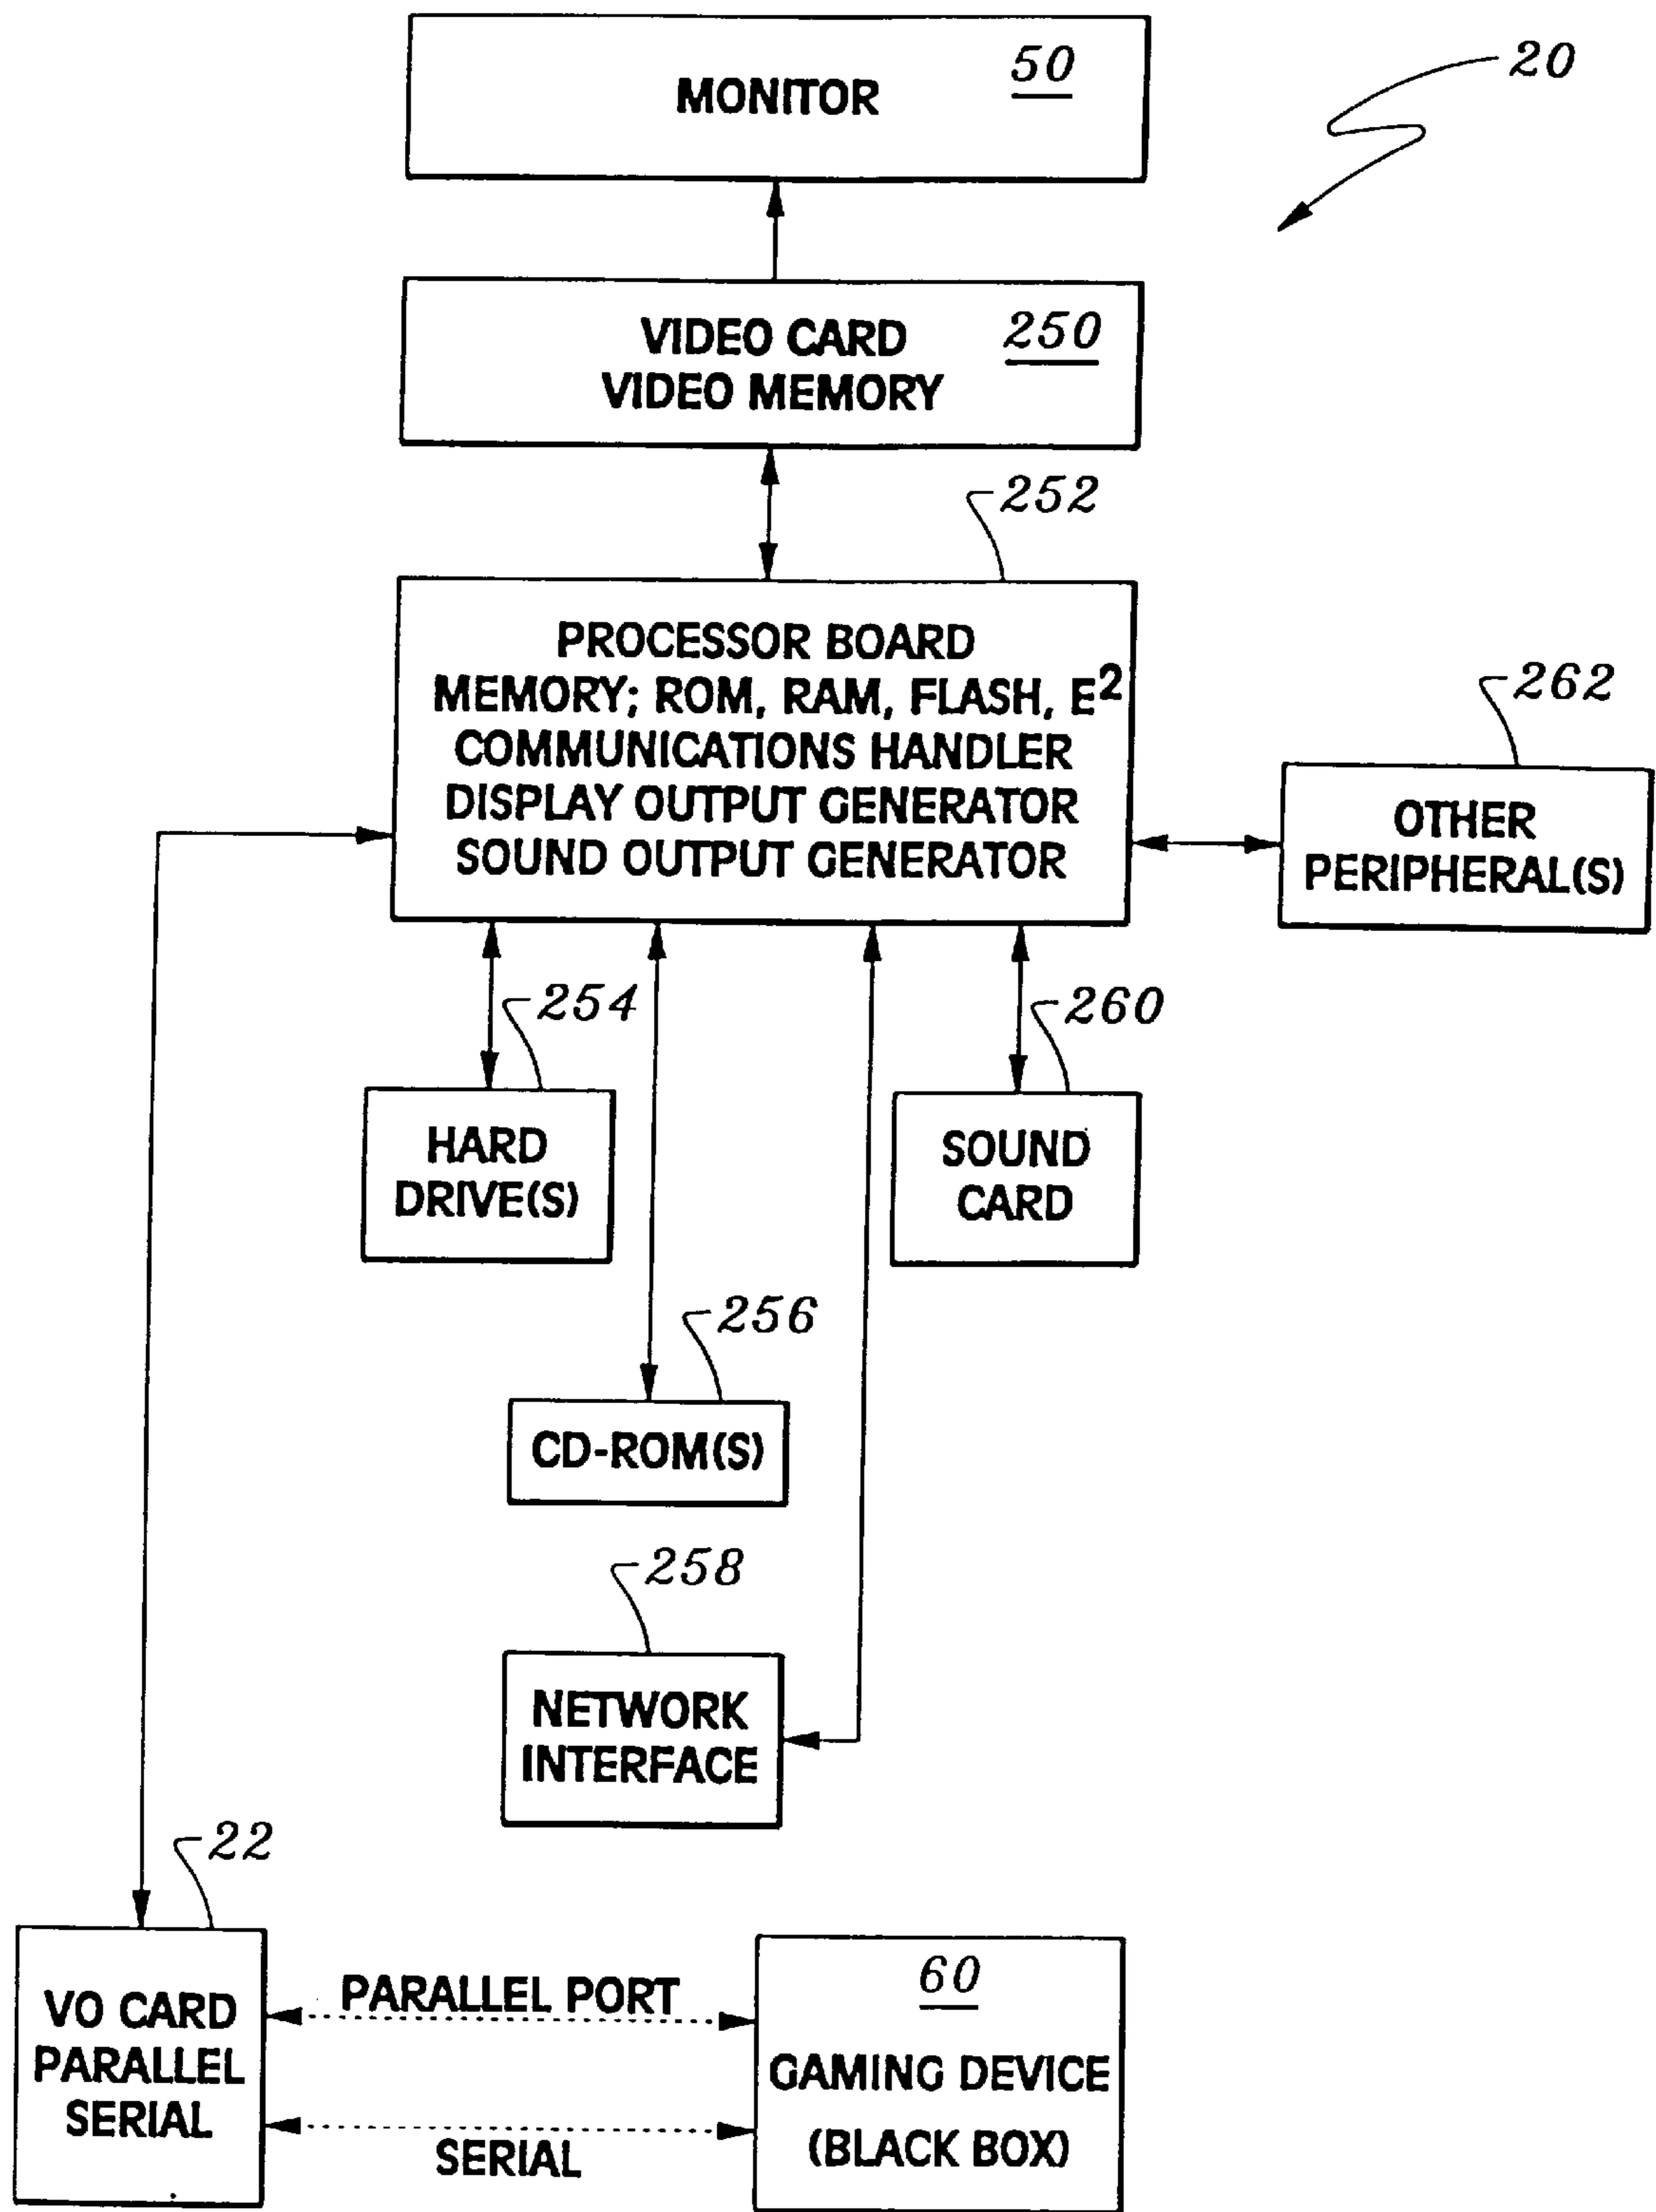 50
MONITOR
20
250
VIDEO CARD
VIDEO MEMORY
252
PROCESSOR BOARD
MEMORY; ROM, RAM, FLASH, E²
COMMUNICATIONS HANDLER
DISPLAY OUTPUT GENERATOR
SOUND OUTPUT GENERATOR
262
OTHER
PERIPHERAL(S)
254
HARD
DRIVE(S)
260
SOUND
CARD
256
CD-ROM(S)
258
NETWORK
INTERFACE
22
VO CARD
PARALLEL
SERIAL
PARALLEL PORT
SERIAL
60
GAMING DEVICE
(BLACK BOX)